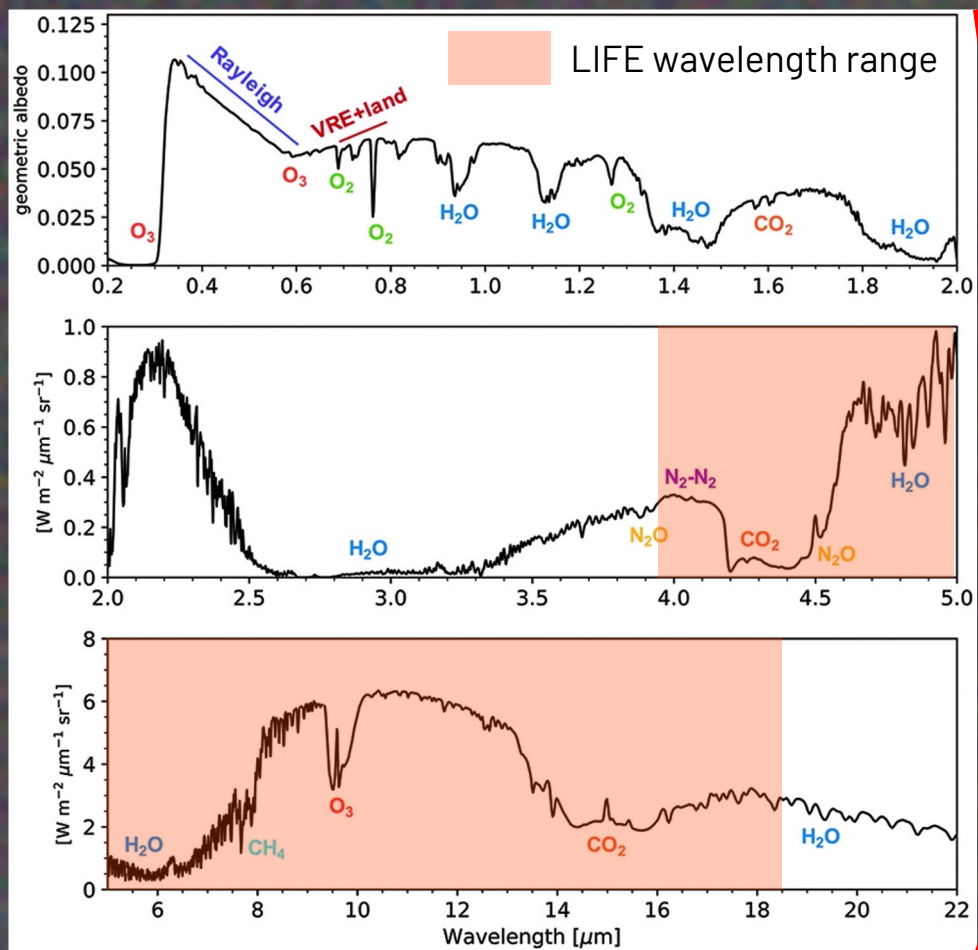 LIFE wavelength range
geometric albedo
0.125
0.100
0.075
0.050
0.025
0.000
Rayleigh
VRE+land
O₃
O₃
O₂
O₂
H₂O
H₂O
O₂
H₂O
CO₂
H₂O
0.2 0.4 0.6 0.8 1.0 1.2 1.4 1.6 1.8 2.0
[W m⁻² μm⁻¹ sr⁻¹]
1.0
0.8
0.6
0.4
0.2
0.0
H₂O
N₂O
N₂-N₂
CO₂
N₂O
H₂O
2.0 2.5 3.0 3.5 4.0 4.5 5.0
[W m⁻² μm⁻¹ sr⁻¹]
8
6
4
2
0
H₂O
CH₄
O₃
CO₂
H₂O
6 8 10 12 14 16 18 20 22
Wavelength [μm]